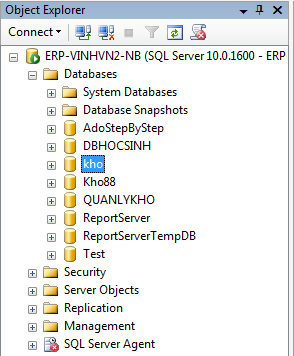 Object Explorer
Connect
ERP-VINHVN2-NB (SQL Server 10.0.1600 - ERP
Databases
System Databases
Database Snapshots
AdoStepByStep
DBHOCSINH
kho
Kho88
QUANLYKHO
ReportServer
ReportServerTempDB
Test
Security
Server Objects
Replication
Management
SQL Server Agent